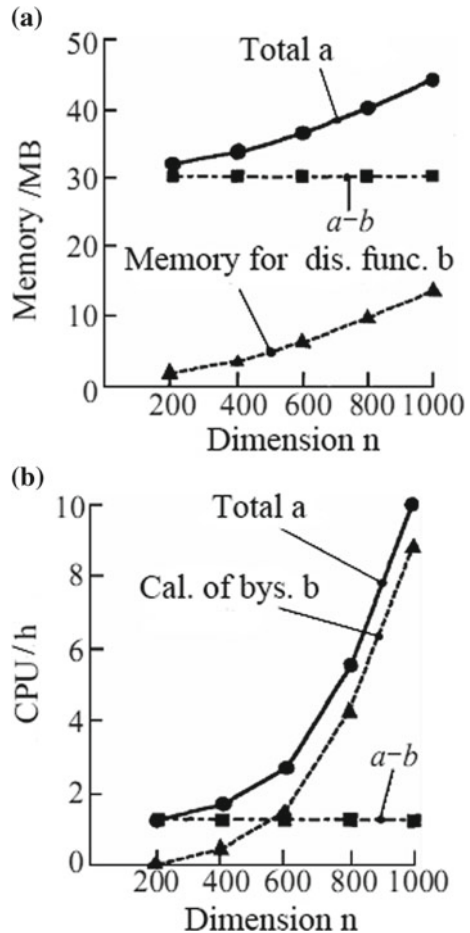 (a)
50
40
30
20
10
0
Memory /MB
Total a
a-b
Memory for dis. func. b
200 400 600 800 1000
Dimension n
(b)
10
8
6
4
2
0
CPU/h
Total a
Cal. of bys. b
a-b
200 400 600 800 1000
Dimension n